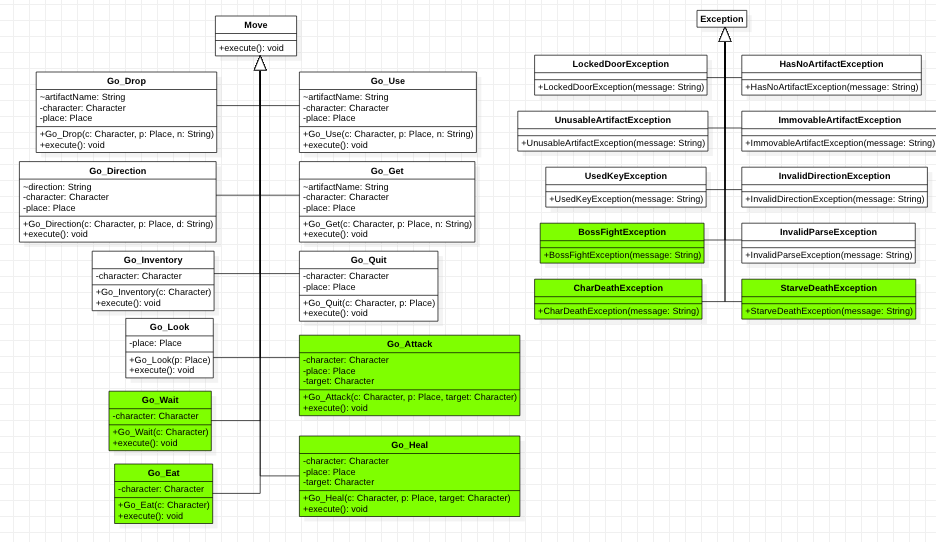 Move
+execute(): void
Go_Drop
~artifactName: String
-character: Character
-place: Place
+Go_Drop(c: Character, p: Place, n: String)
+execute(): void
Go_Use
~artifactName: String
-character: Character
-place: Place
+Go_Use(c: Character, p: Place, n: String)
+execute(): void
Go_Direction
~direction: String
-character: Character
-place: Place
+Go_Direction(c: Character, p: Place, d: String)
+execute(): void
Go_Get
~artifactName: String
-character: Character
-place: Place
+Go_Get(c: Character, p: Place, n: String)
+execute(): void
Go_Inventory
-character: Character
+Go_Inventory(c: Character)
+execute(): void
Go_Quit
-character: Character
-place: Place
+Go_Quit(c: Character, p: Place)
+execute(): void
Go_Look
-place: Place
+Go_Look(p: Place)
+execute(): void
Go_Attack
-character: Character
-place: Place
-target: Character
+Go_Attack(c: Character, p: Place, target: Character)
+execute(): void
Go_Wait
-character: Character
+Go_Wait(c: Character)
+execute(): void
Go_Heal
-character: Character
-place: Place
-target: Character
+Go_Heal(c: Character, p: Place, target: Character)
+execute(): void
Go_Eat
-character: Character
+Go_Eat(c: Character)
+execute(): void
Exception
LockedDoorException
+LockedDoorException(message: String)
HasNoArtifactException
+HasNoArtifactException(message: String)
UnusableArtifactException
+UnusableArtifactException(message: String)
ImmovableArtifactException
+ImmovableArtifactException(message: String)
UsedKeyException
+UsedKeyException(message: String)
InvalidDirectionException
+InvalidDirectionException(message: String)
BossFightException
+BossFightException(message: String)
InvalidParseException
+InvalidParseException(message: String)
CharDeathException
+CharDeathException(message: String)
StarveDeathException
+StarveDeathException(message: String)